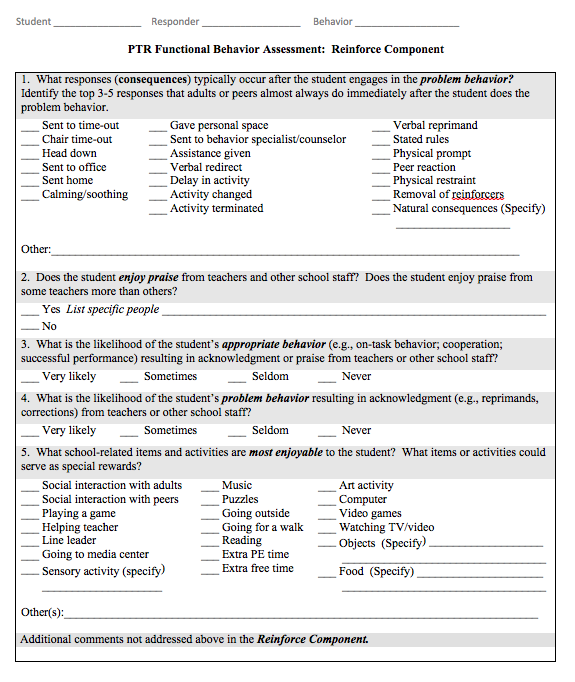 Student ___________________ Responder _____________________ Behavior ______________________
PTR Functional Behavior Assessment: Reinforce Component
1. What responses (consequences) typically occur after the student engages in the problem behavior?
Identify the top 3-5 responses that adults or peers almost always do immediately after the student does the
problem behavior.
___ Sent to time-out ___ Gave personal space ___ Verbal reprimand
___ Chair time-out ___ Sent to behavior specialist/counselor ___ Stated rules
___ Head down ___ Assistance given ___ Physical prompt
___ Sent to office ___ Verbal redirect ___ Peer reaction
___ Sent home ___ Delay in activity ___ Physical restraint
___ Calming/soothing ___ Activity changed ___ Removal of reinforcers
___ Activity terminated ___ Natural consequences (Specify)
___________________
Other:______________________________________________________________________________
2. Does the student enjoy praise from teachers and other school staff? Does the student enjoy praise from
some teachers more than others?
___ Yes List specific people ________________________________________________________________
___ No
3. What is the likelihood of the student's appropriate behavior (e.g., on-task behavior; cooperation;
successful performance) resulting in acknowledgment or praise from teachers or other school staff?
___ Very likely ___ Sometimes ___ Seldom ___ Never
4. What is the likelihood of the student's problem behavior resulting in acknowledgment (e.g., reprimands,
corrections) from teachers or other school staff?
___ Very likely ___ Sometimes ___ Seldom ___ Never
5. What school-related items and activities are most enjoyable to the student? What items or activities could
serve as special rewards?
___ Social interaction with adults ___ Music ___ Art activity
___ Social interaction with peers ___ Puzzles ___ Computer
___ Playing a game ___ Going outside ___ Video games
___ Helping teacher ___ Going for a walk ___ Watching TV/video
___ Line leader ___ Reading ___ Objects (Specify) ___________________
___ Going to media center ___ Extra PE time __________________________________
___ Sensory activity (specify) ___ Extra free time ___ Food (Specify) _____________________
____________________ __________________________________
Other(s):_______________________________________________________________________________
Additional comments not addressed above in the Reinforce Component.